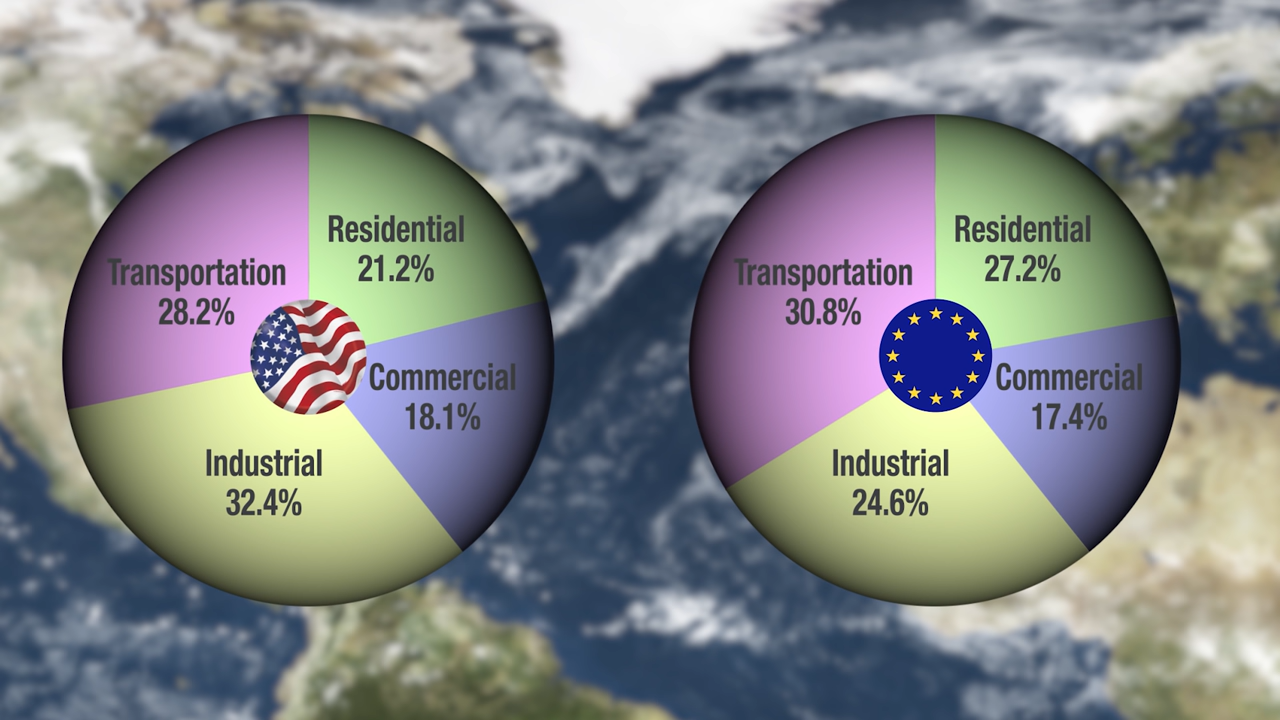 Residential
21.2%
Transportation
28.2%
Commercial
18.1%
Industrial
32.4%
Residential
27.2%
Transportation
30.8%
Commercial
17.4%
Industrial
24.6%